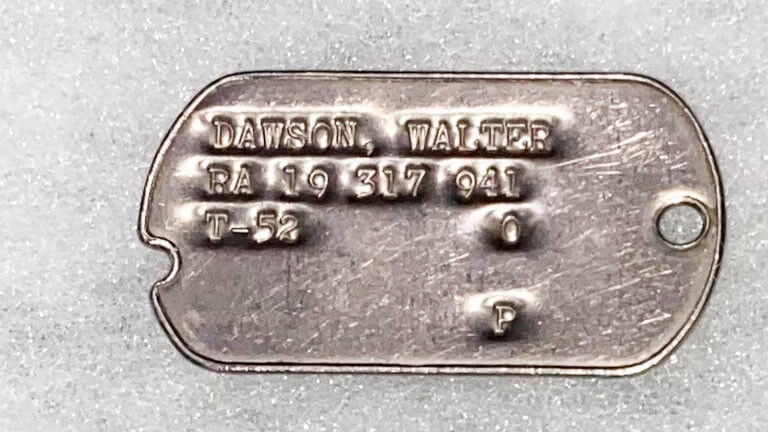 DAWSON, WALTER
RA 19 317 941
T-52 O
P